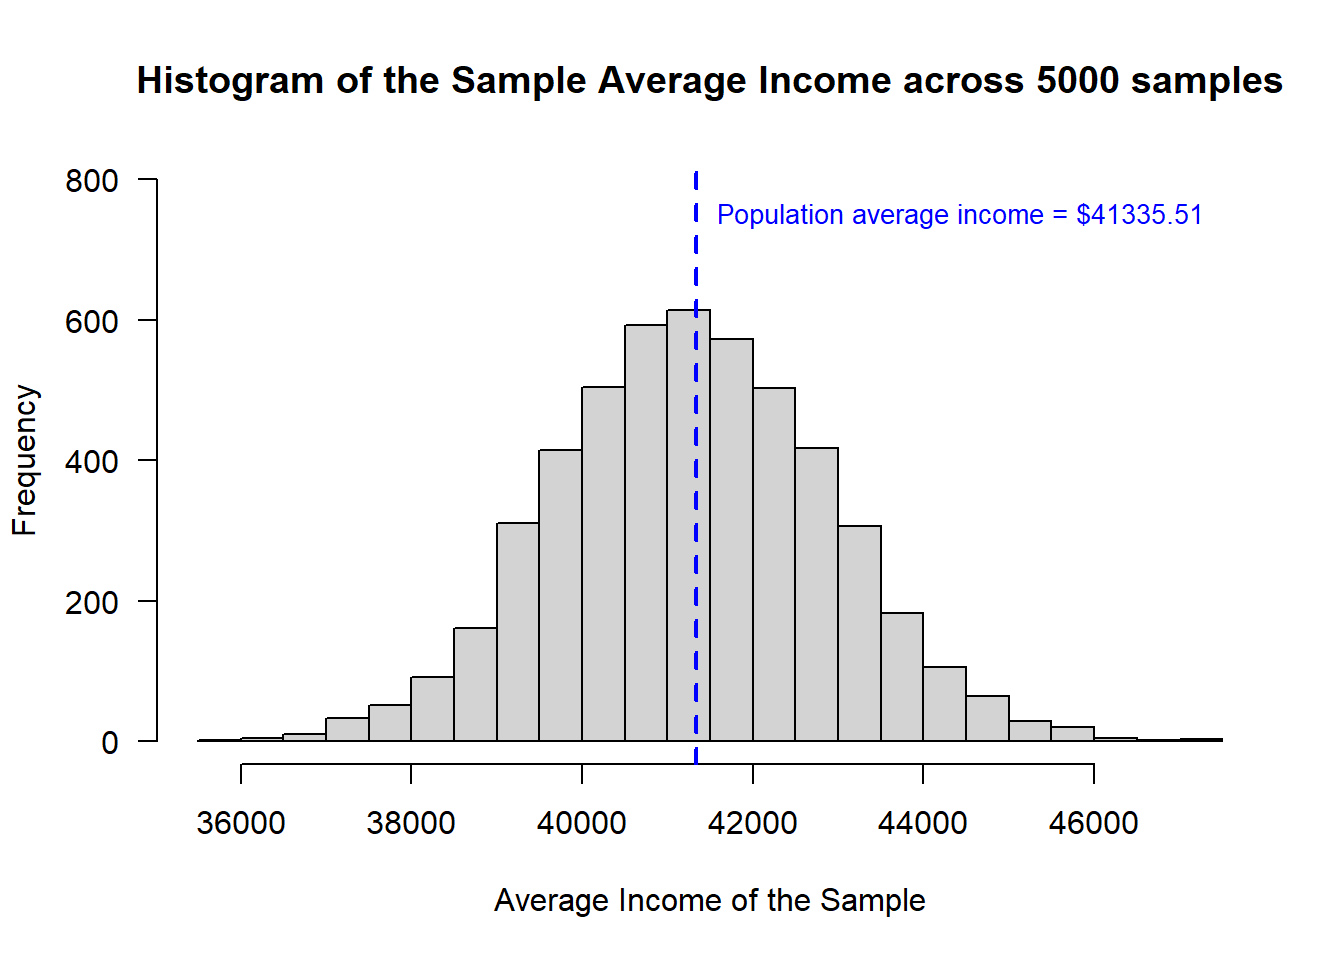 Histogram of the Sample Average Income across 5000 samples
800
Population average income = $41335.51
600
400
200
0
Frequency
36000 38000 40000 42000 44000 46000
Average Income of the Sample